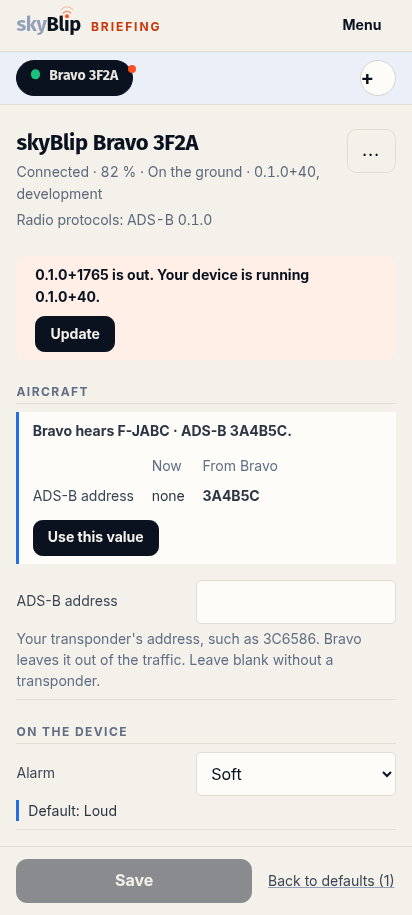 skyBlip BRIEFING Menu
Bravo 3F2A +
skyBlip Bravo 3F2A ...
Connected · 82 % · On the ground · 0.1.0+40,
development
Radio protocols: ADS-B 0.1.0
0.1.0+1765 is out. Your device is running
0.1.0+40.
Update
AIRCRAFT
Bravo hears F-JABC · ADS-B 3A4B5C.
Now From Bravo
ADS-B address none 3A4B5C
Use this value
ADS-B address
Your transponder's address, such as 3C6586. Bravo
leaves it out of the traffic. Leave blank without a
transponder.
ON THE DEVICE
Alarm Soft
Default: Loud
Save Back to defaults (1)